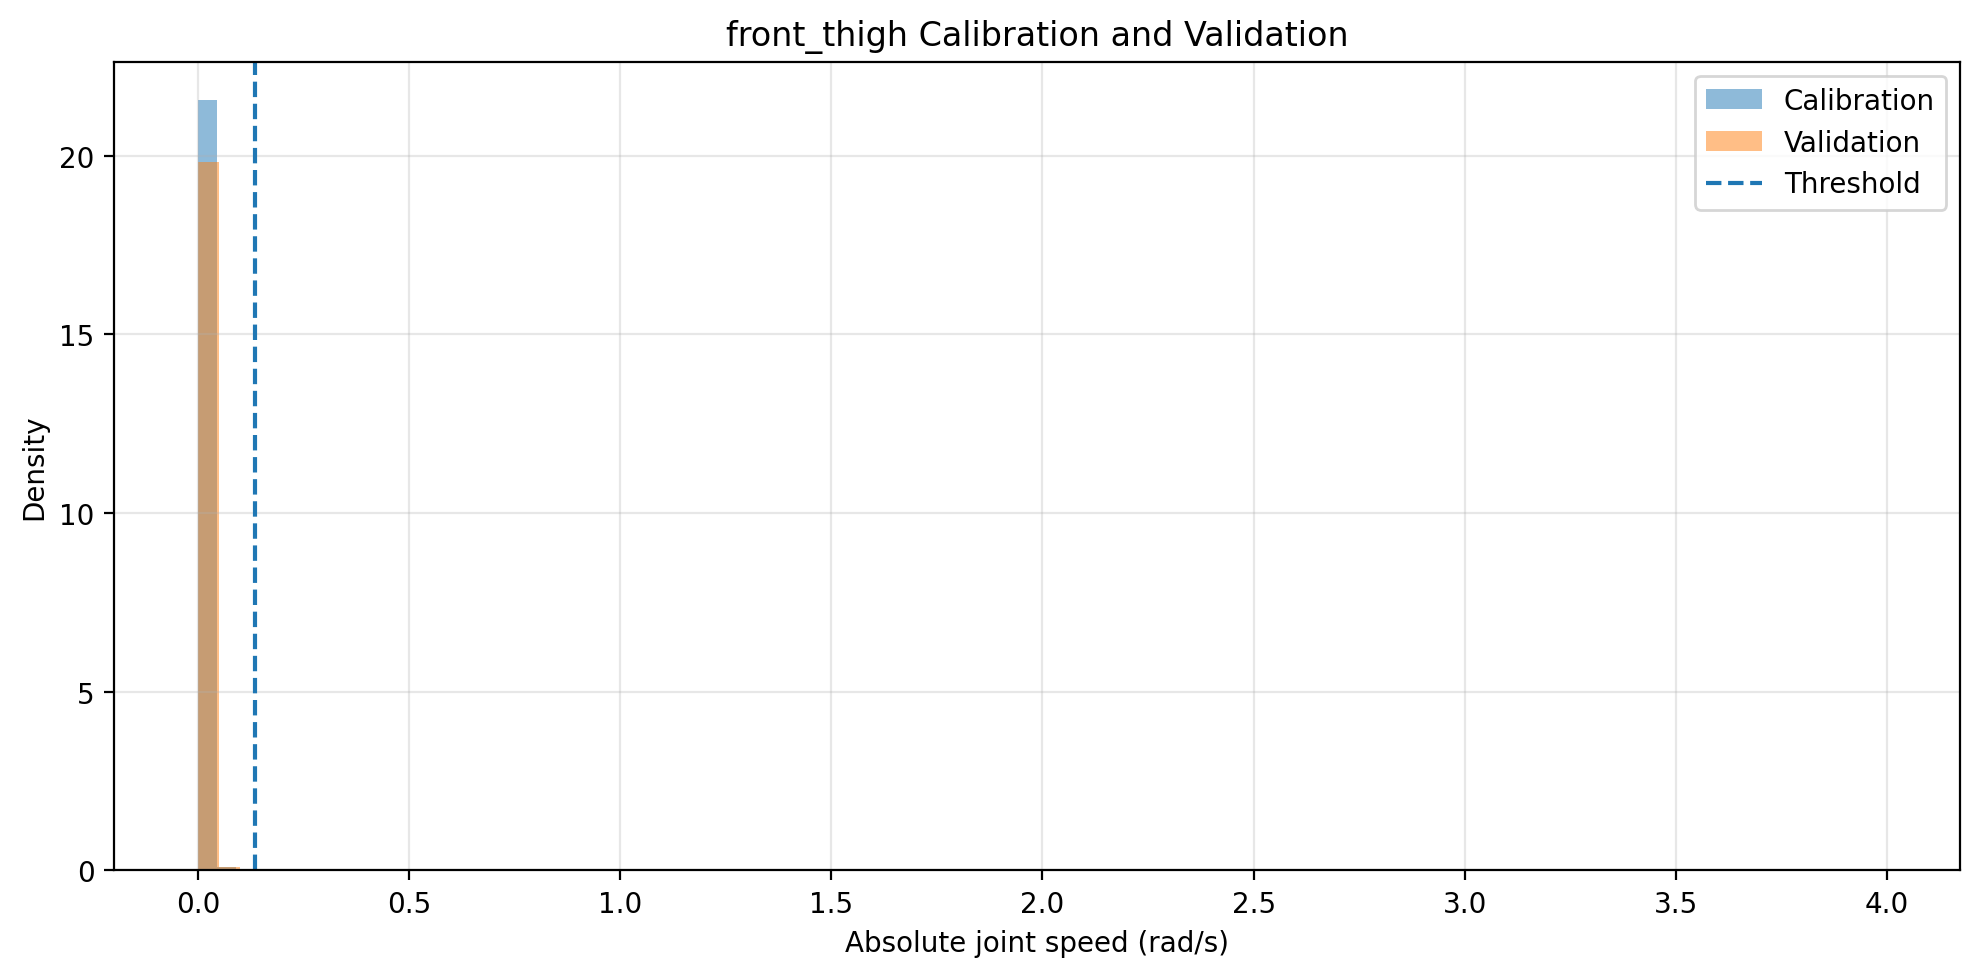 front_thigh Calibration and Validation
Calibration
Validation
Threshold
Density
20
15
10
5
0
0.0 0.5 1.0 1.5 2.0 2.5 3.0 3.5 4.0
Absolute joint speed (rad/s)